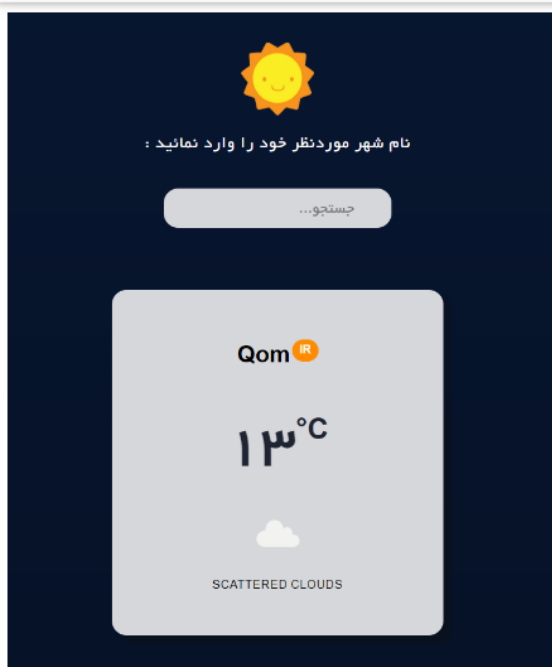 نام شهر موردنظر خود را وارد نمائید :
جستجو...
Qom IR
۱۳°C
SCATTERED CLOUDS